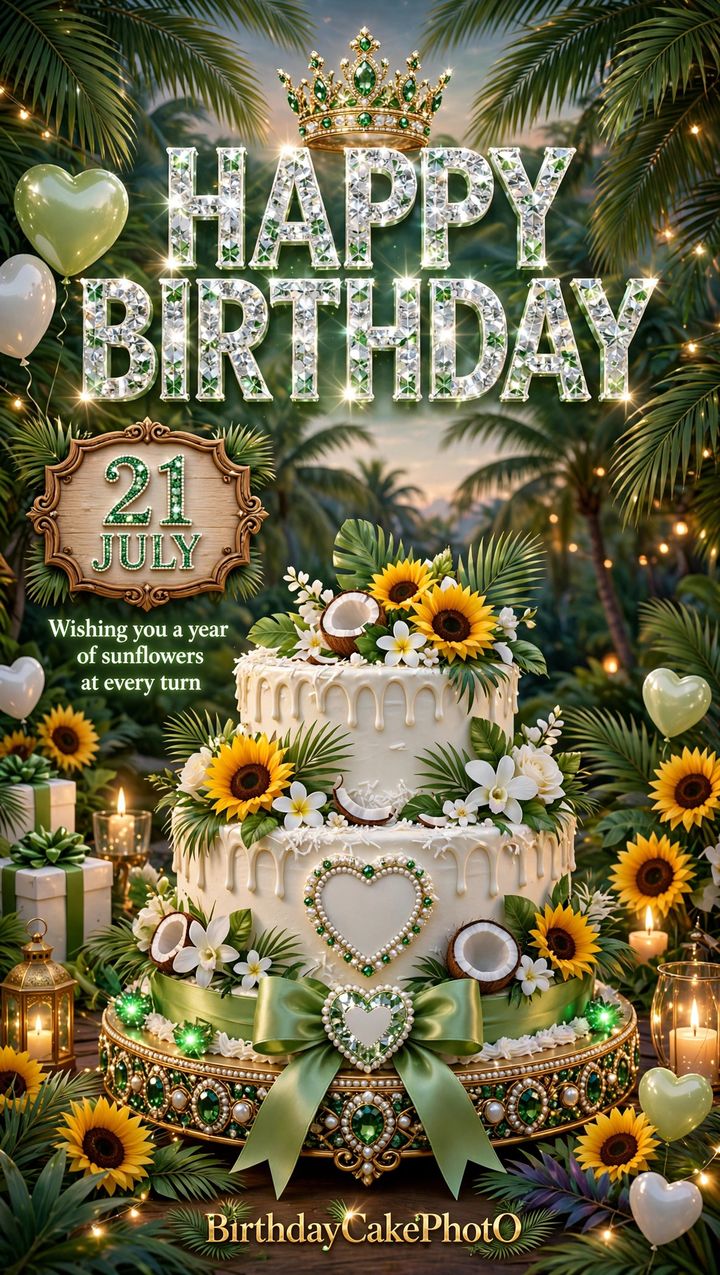 HAPPY
BIRTHDAY
21
JULY
Wishing you a year
of sunflowers
at every turn
BirthdayCakePhotO